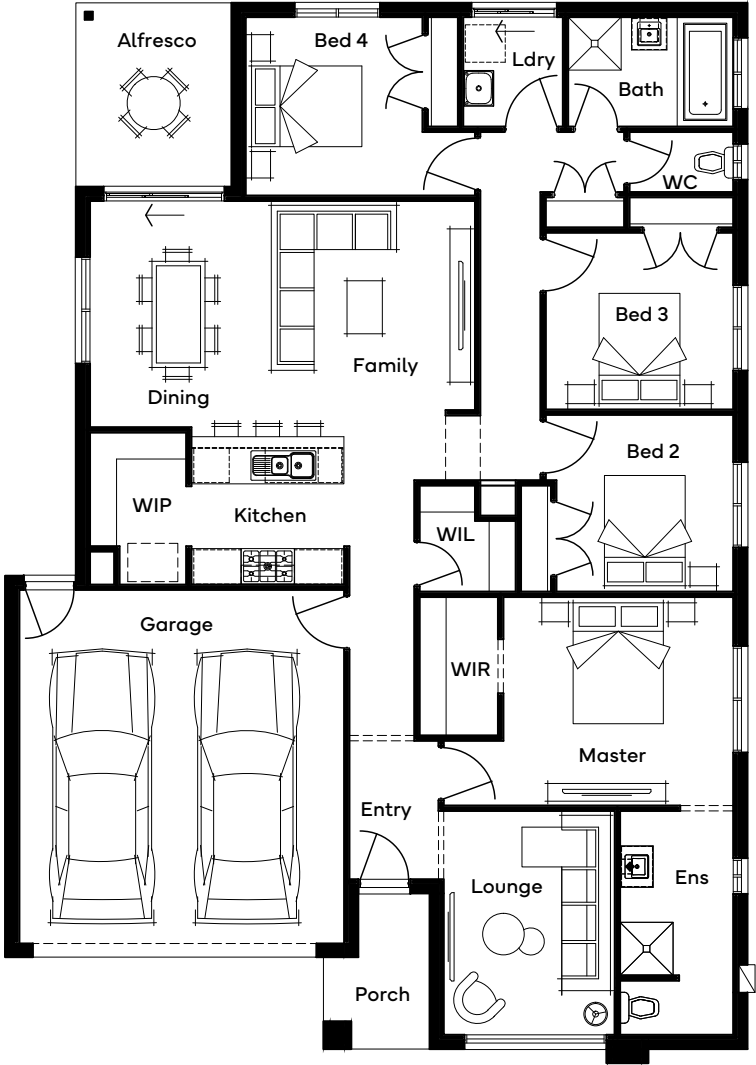 Alfresco
Bed 4
Ldry
Bath
WC
Bed 3
Family
Dining
Bed 2
WIP
Kitchen
WIL
Garage
WIR
Master
Entry
Ens
Lounge
Porch